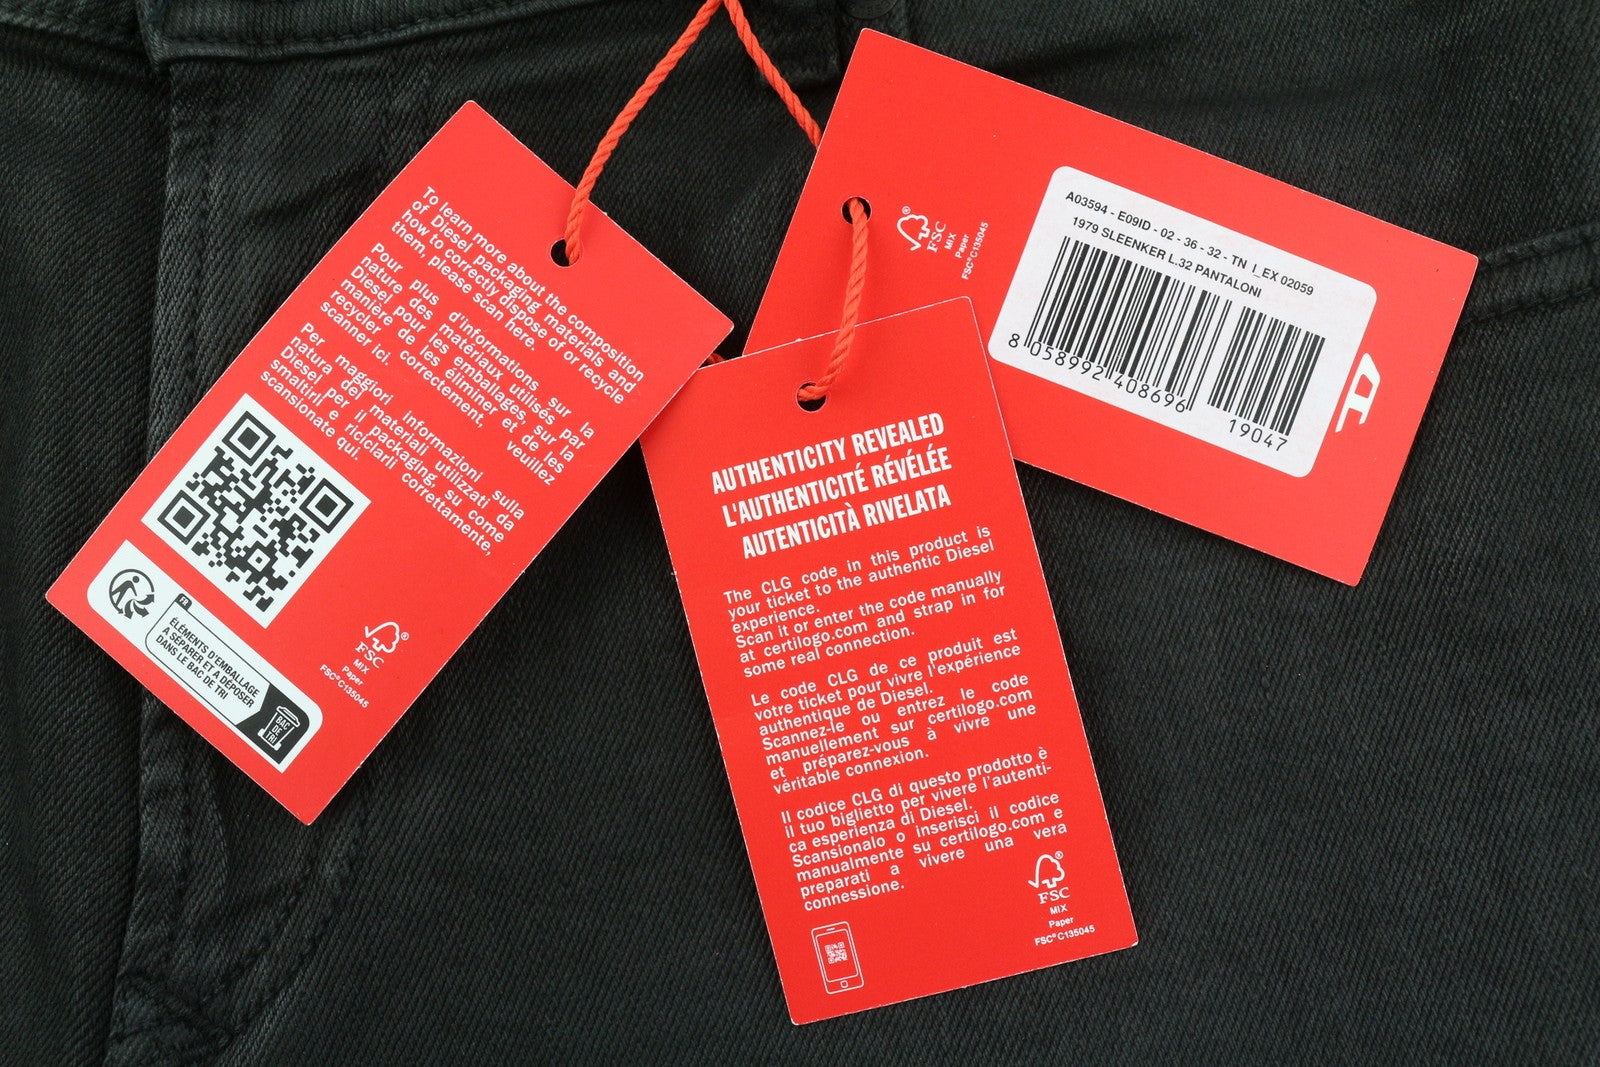 To learn more about the composition
of Diesel packaging materials and
how to correctly dispose of or recycle
them, please scan here.
Pour plus d'informations sur la
nature des matériaux utilisés par
Diesel pour les emballages, sur la
manière de les éliminer et de les
recycler correctement, veuillez
scanner ici.
Per maggiori informazioni sulla
natura dei materiali utilizzati da
Diesel per il packaging, su come
smaltirli e riciclarli correttamente,
scansionate qui.
FR
ÉLÉMENTS D'EMBALLAGE
A SÉPARER ET A DÉPOSER
DANS LE BAC DE TRI
BAC
DE
TRI
®
FSC
MIX
Paper
FSC® C135045
AUTHENTICITY REVEALED
L'AUTHENTICITÉ RÉVÉLÉE
AUTENTICITÀ RIVELATA
The CLG code in this product is
your ticket to the authentic Diesel
experience.
Scan it or enter the code manually
at certilogo.com and strap in for
some real connection.
Le code CLG de ce produit est
votre ticket pour vivre l'expérience
authentique de Diesel.
Scannez-le ou entrez le code
manuellement sur certilogo.com
et préparez-vous à vivre une
véritable connexion.
Il codice CLG di questo prodotto è
il tuo biglietto per vivere l'autenti-
ca esperienza di Diesel.
Scansionalo o inserisci il codice
manualmente su certilogo.com e
preparati a vivere una vera
connessione.
®
FSC
MIX
Paper
FSC® C135045
®
FSC
MIX
Paper
FSC® C135045
A03594 - E09ID - 02 - 36 - 32 - TN I_EX 02059
1979 SLEENKER L.32 PANTALONI
8 058992 408696
19047
D